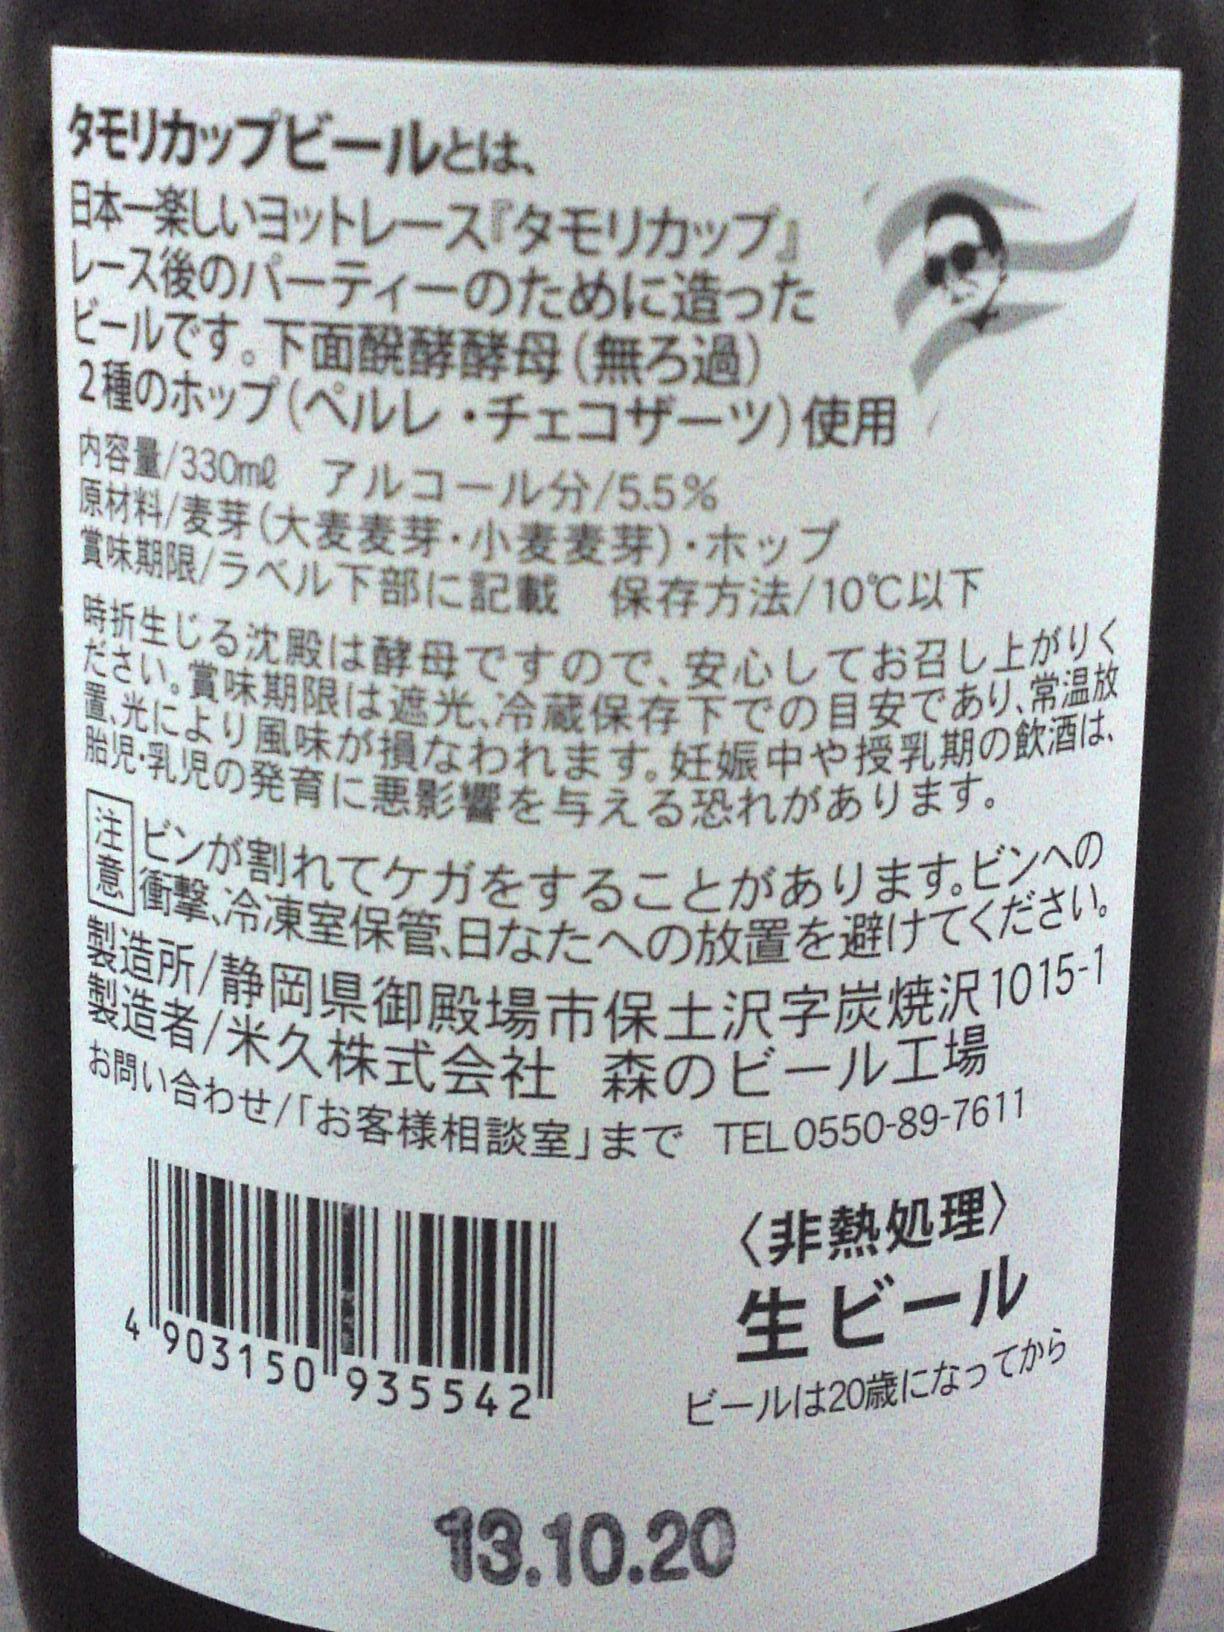 タモリカップビールとは、
日本一楽しいヨットレース『タモリカップ』
レース後のパーティーのために造った
ビールです。下面醗酵酵母（無ろ過）
2種のホップ（ペルレ・チェコザーツ）使用
内容量/330mℓ アルコール分/5.5%
原材料/麦芽（大麦麦芽・小麦麦芽）・ホップ
賞味期限/ラベル下部に記載 保存方法/10℃以下
時折生じる沈殿は酵母ですので、安心してお召し上がりく
ださい。賞味期限は遮光、冷蔵保存下での目安であり、常温放
置、光により風味が損なわれます。妊娠中や授乳期の飲酒は、
胎児・乳児の発育に悪影響を与える恐れがあります。
注意 ビンが割れてケガをすることがあります。ビンへの
衝撃、冷凍室保管、日なたへの放置を避けてください。
製造所/静岡県御殿場市保土沢字炭焼沢1015-1
製造者/米久株式会社 森のビール工場
お問い合わせ/「お客様相談室」まで TEL0550-89-7611
〈非熱処理〉
生ビール
ビールは20歳になってから
4 903150 935542
13.10.20